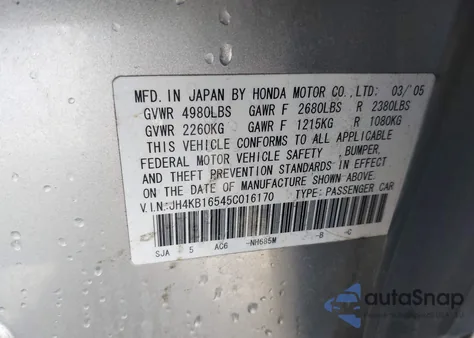 MFD. IN JAPAN BY HONDA MOTOR CO.,LTD: 03/05
GVWR 4980LBS GAWR F 2680LBS R 2380LBS
GVWR 2260KG GAWR F 1215KG R 1080KG
THIS VEHICLE CONFORMS TO ALL APPLICABLE
FEDERAL MOTOR VEHICLE SAFETY ,BUMPER,
AND THEFT PREVENTION STANDARDS IN EFFECT
ON THE DATE OF MANUFACTURE SHOWN ABOVE.
V.I.N:JH4KB16545C016170 TYPE: PASSENGER CAR
SJA 5 AC6 -NH685M -B -C
autoSnap